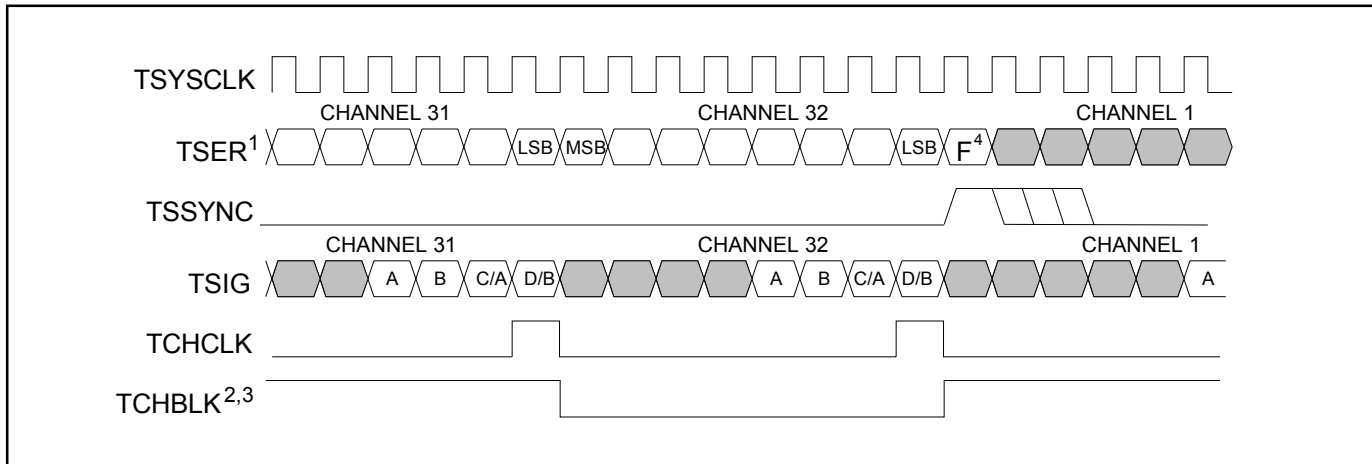 TSYSCLK
CHANNEL 31 CHANNEL 32 CHANNEL 1
TSER1 LSB MSB LSB F4
TSSYNC
CHANNEL 31 CHANNEL 32 CHANNEL 1
TSIG A B C/A D/B A B C/A D/B A
TCHCLK
TCHBLK2,3